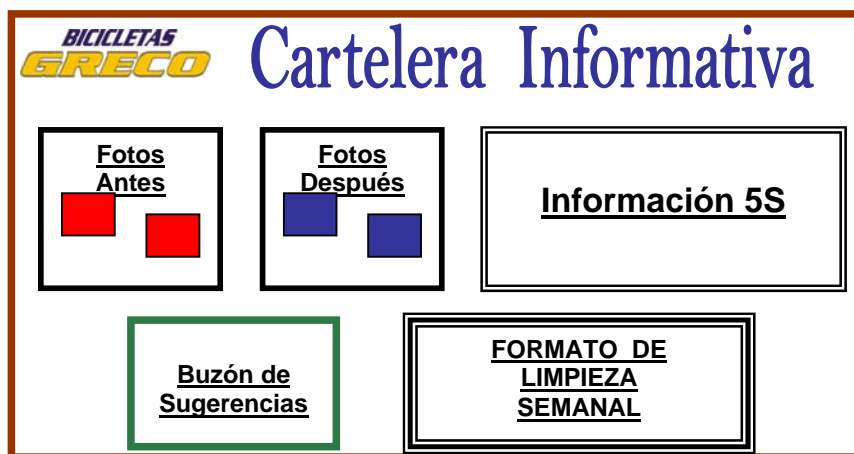 BICICLETAS
GRECO
Cartelera Informativa
Fotos
Antes
Fotos
Después
Información 5S
Buzón de
Sugerencias
FORMATO DE
LIMPIEZA
SEMANAL